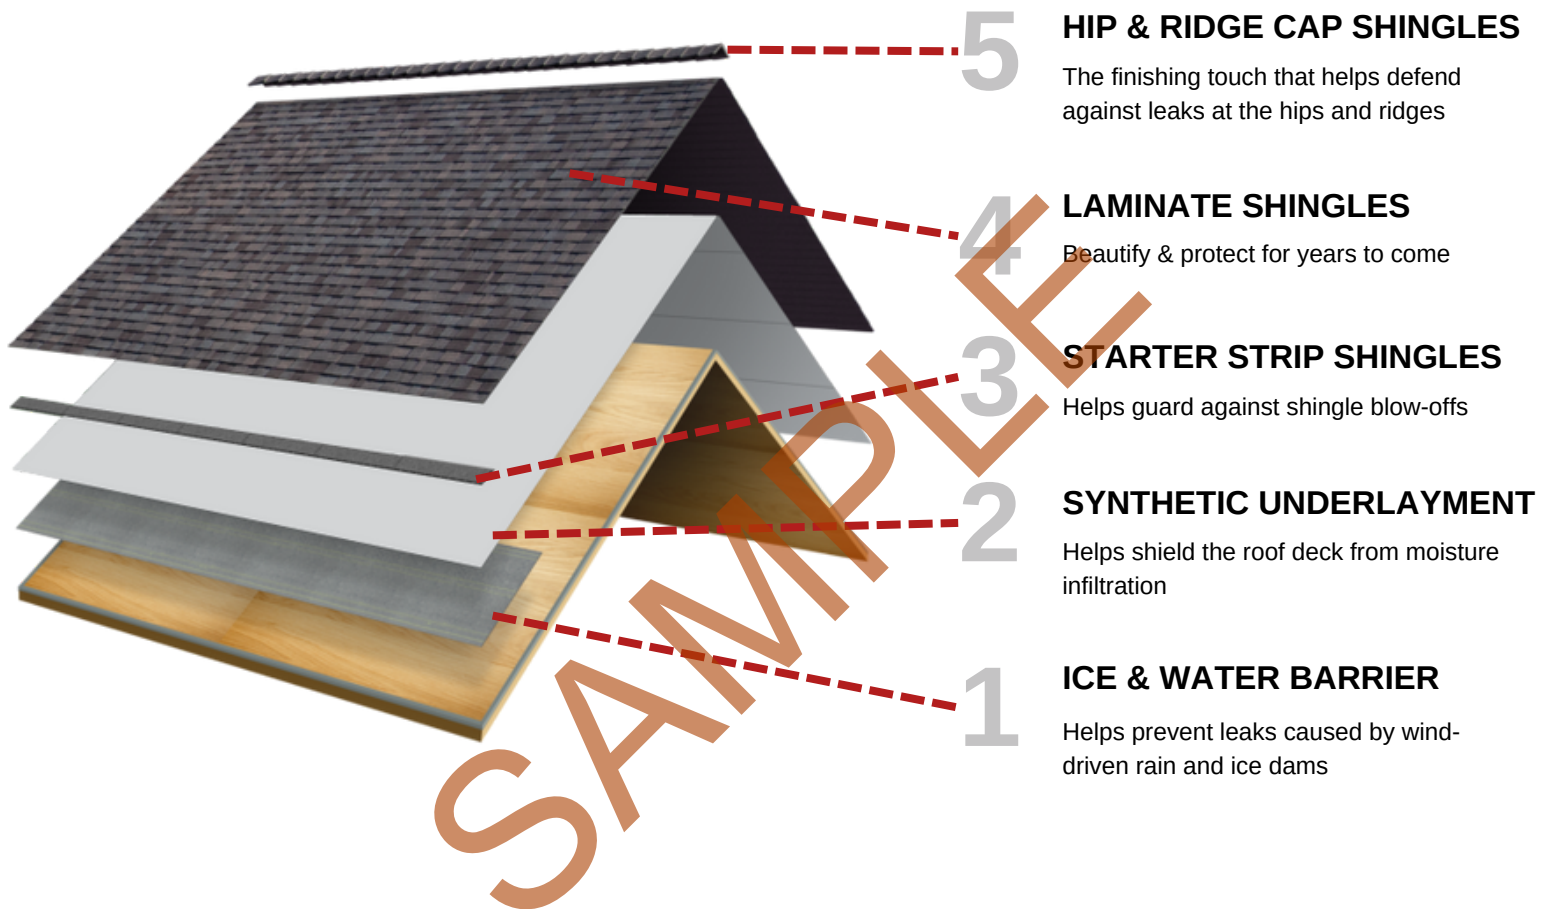 5
HIP & RIDGE CAP SHINGLES
The finishing touch that helps defend
against leaks at the hips and ridges
4
LAMINATE SHINGLES
Beautify & protect for years to come
3
STARTER STRIP SHINGLES
Helps guard against shingle blow-offs
2
SYNTHETIC UNDERLAYMENT
Helps shield the roof deck from moisture
infiltration
1
ICE & WATER BARRIER
Helps prevent leaks caused by wind-
driven rain and ice dams
SAMPLE